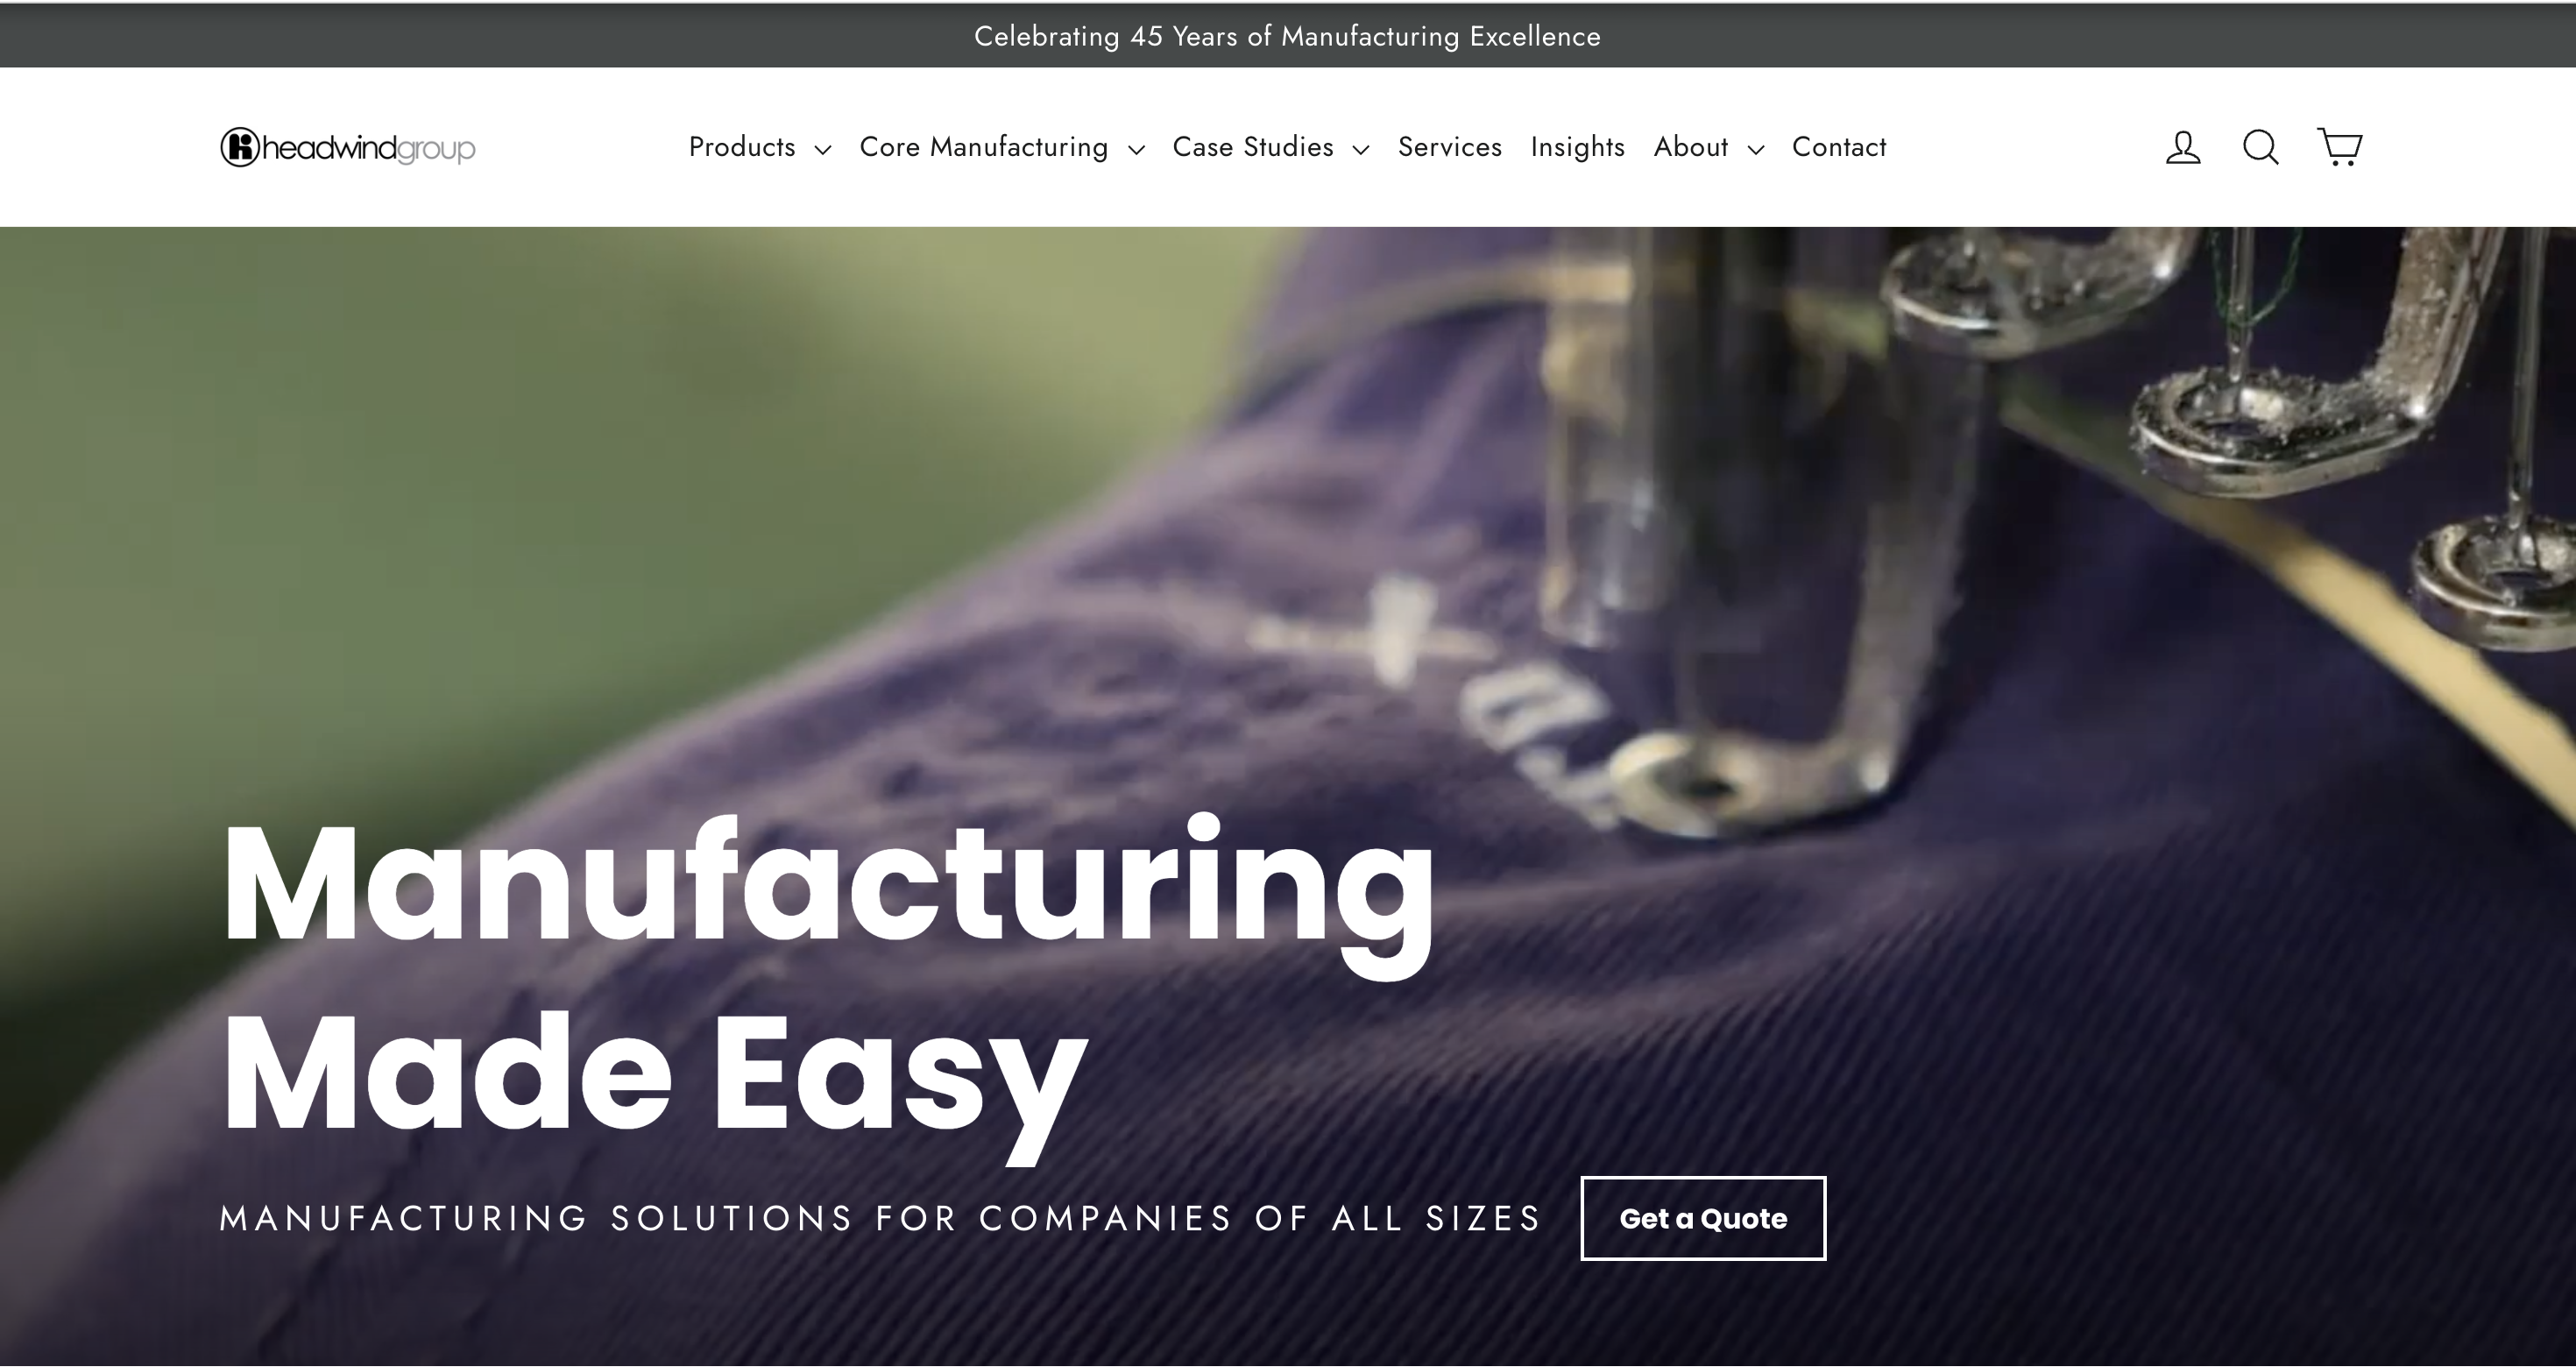 Celebrating 45 Years of Manufacturing Excellence
headwindgroup
Products Core Manufacturing Case Studies Services Insights About Contact
Manufacturing
Made Easy
MANUFACTURING SOLUTIONS FOR COMPANIES OF ALL SIZES
Get a Quote